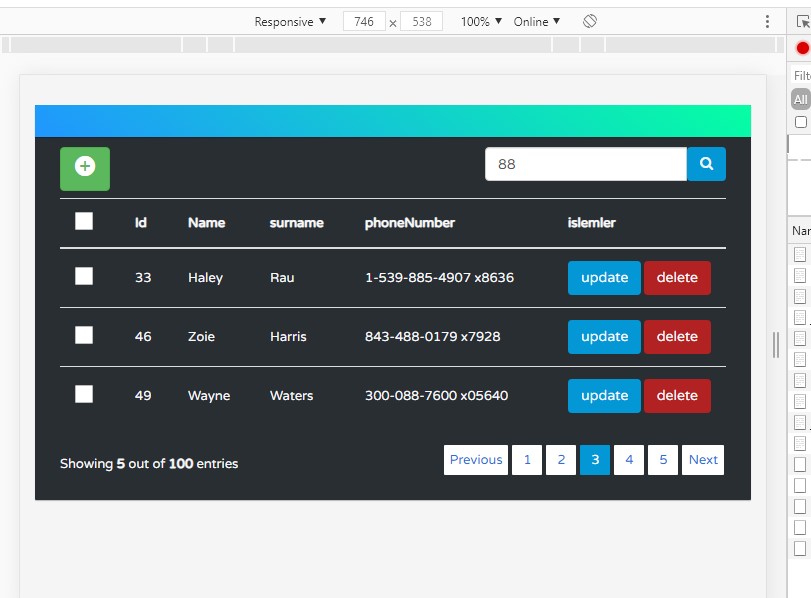 Responsive ▼ 746 x 538 100% ▼ Online ▼
Filt
All
+
88
Nar
Id Name surname phoneNumber islemler
33 Haley Rau 1-539-885-4907 x8636 update delete
46 Zoie Harris 843-488-0179 x7928 update delete
49 Wayne Waters 300-088-7600 x05640 update delete
Showing 5 out of 100 entries Previous 1 2 3 4 5 Next